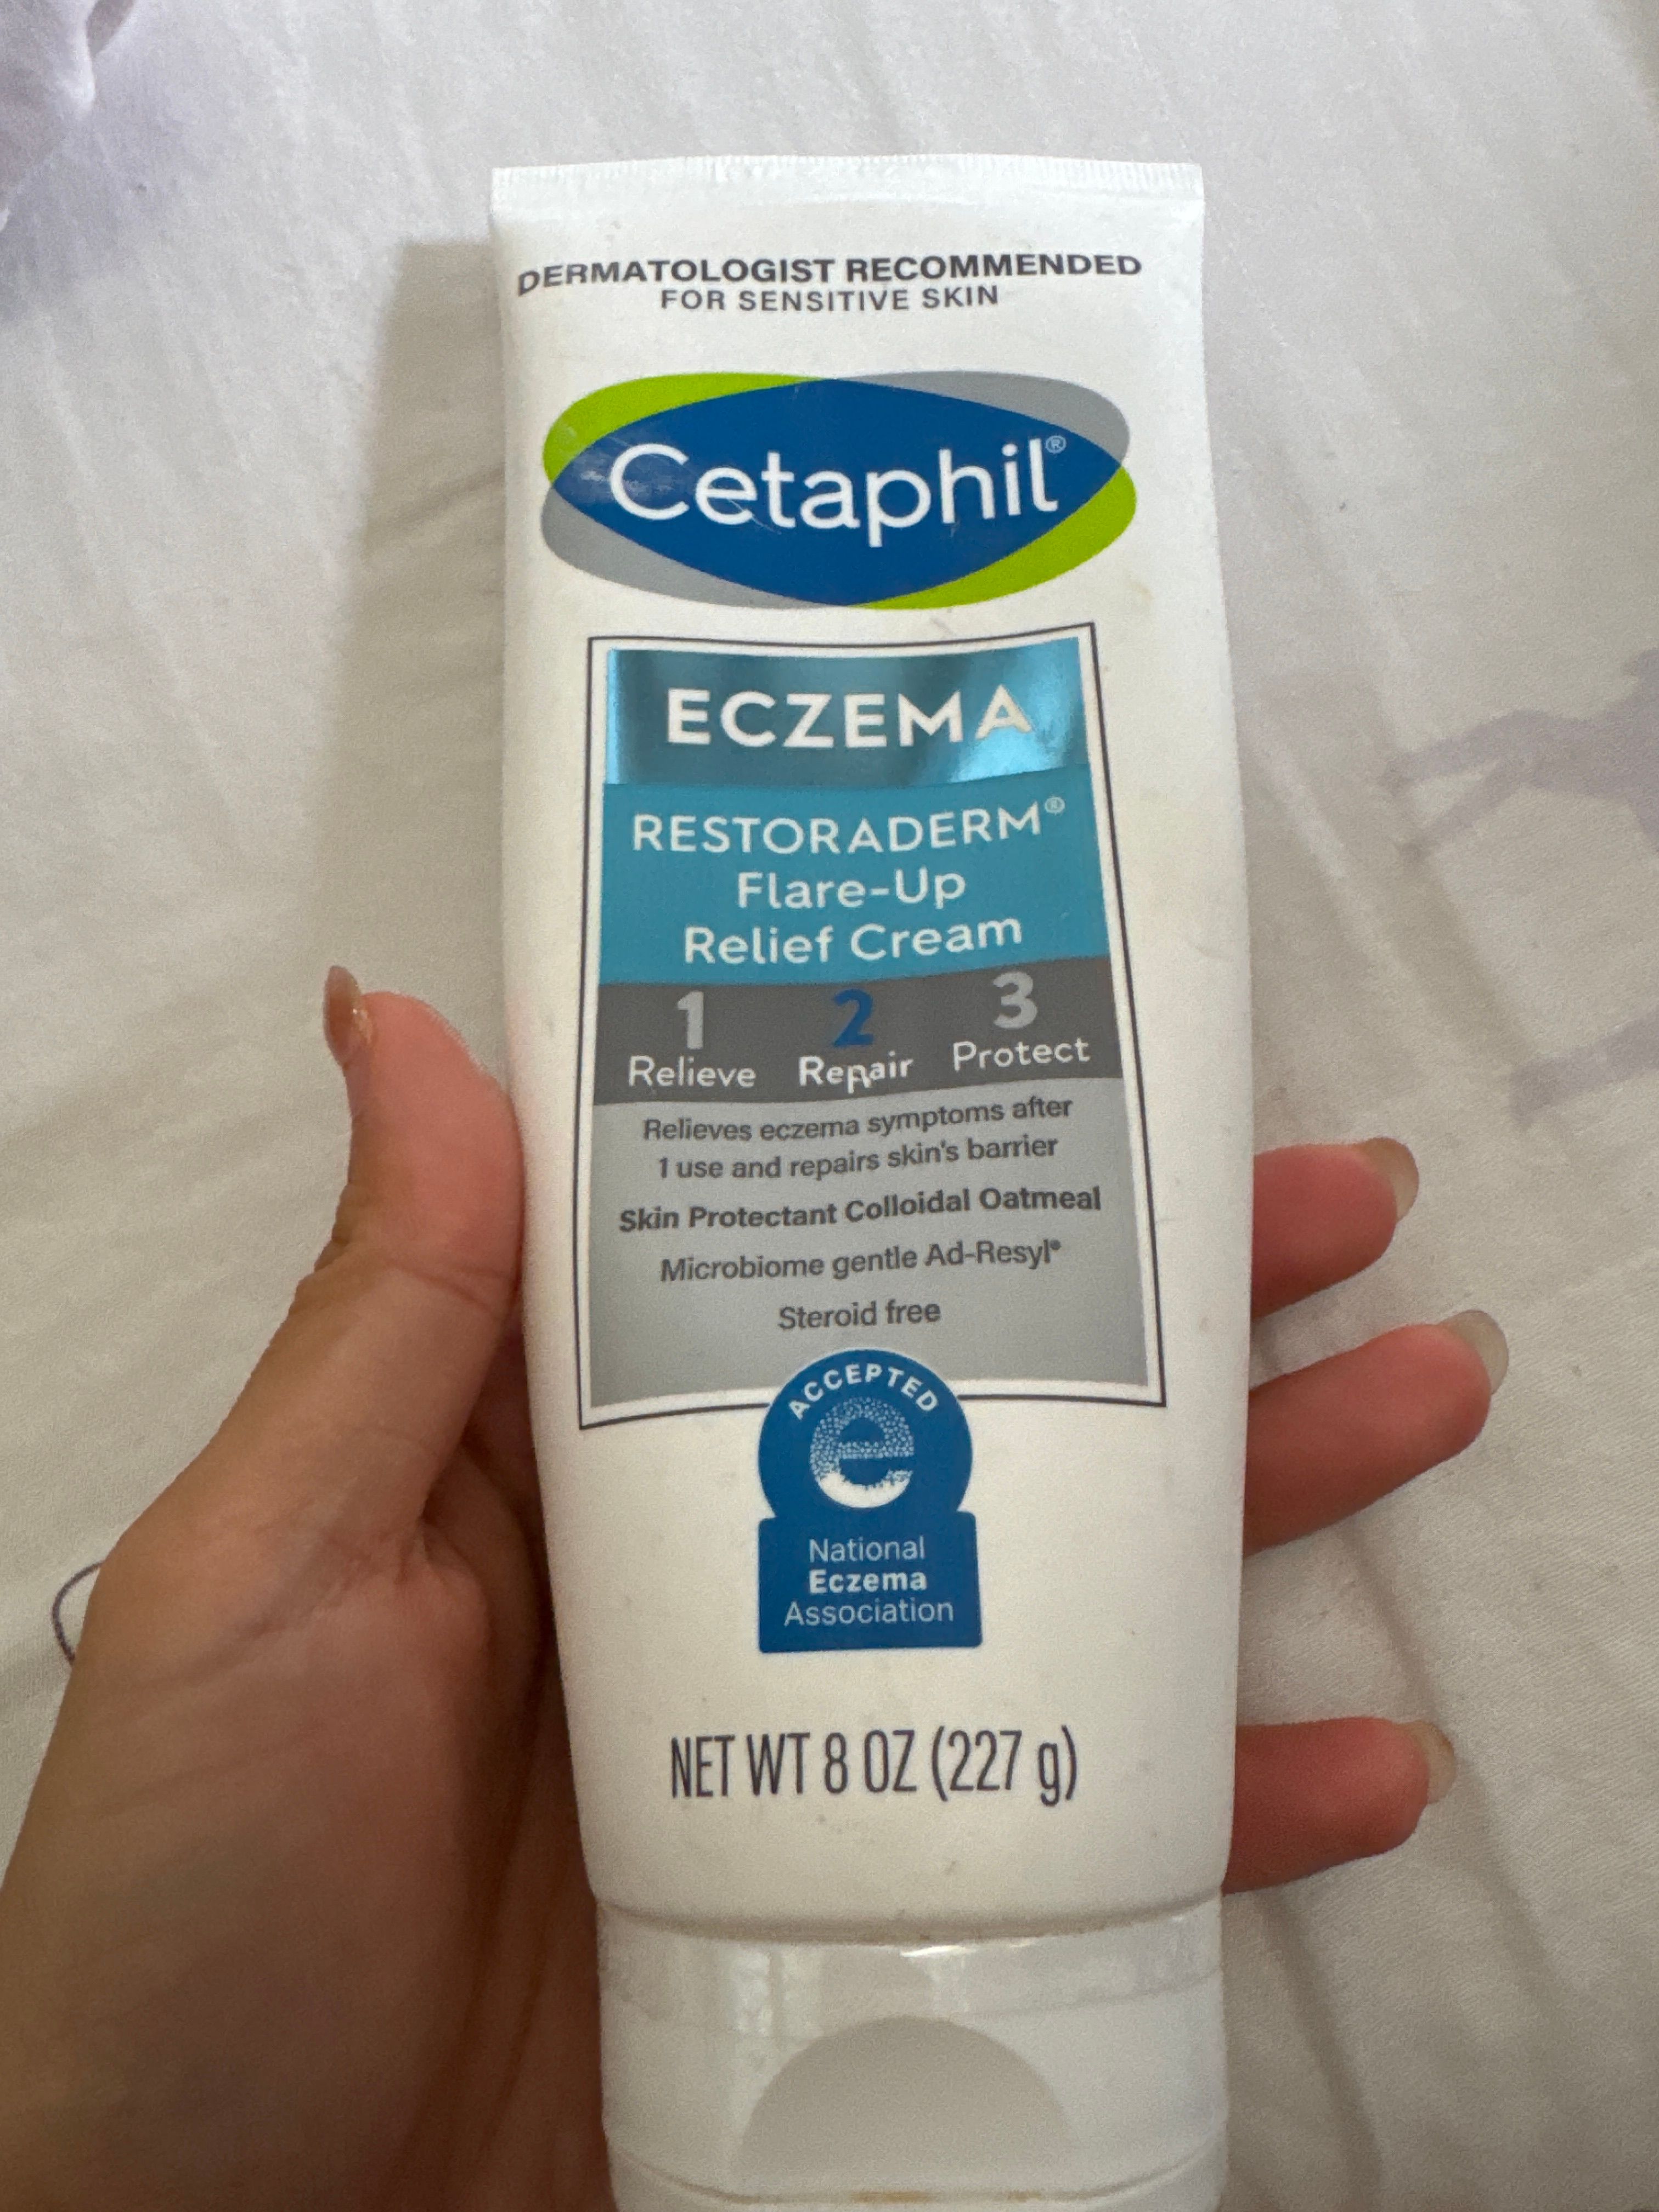 DERMATOLOGIST RECOMMENDED
FOR SENSITIVE SKIN
Cetaphil®
ECZEMA
RESTORADERM®
Flare-Up
Relief Cream
1 2 3
Relieve Repair Protect
Relieves eczema symptoms after
1 use and repairs skin's barrier
Skin Protectant Colloidal Oatmeal
Microbiome gentle Ad-Resyl®
Steroid free
ACCEPTED
e
National
Eczema
Association
NET WT 8 OZ (227 g)